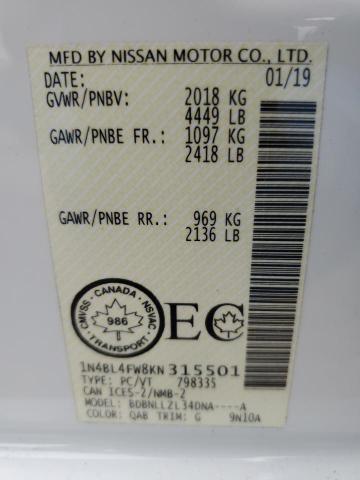 MFD BY NISSAN MOTOR CO., LTD.
DATE: 01/19
GVWR/PNBV: 2018 KG
4449 LB
GAWR/PNBE FR.: 1097 KG
2418 LB
GAWR/PNBE RR.: 969 KG
2136 LB
CMVSS - CANADA - NSVAC
986
TRANSPORT
EC
1N4BL4FW8KN315501
TYPE: PC/VT 798335
CAN ICES-2/NMB-2
MODEL: BDBNLLZL34DNA----A
COLOR: QAB TRIM: G 9N10A